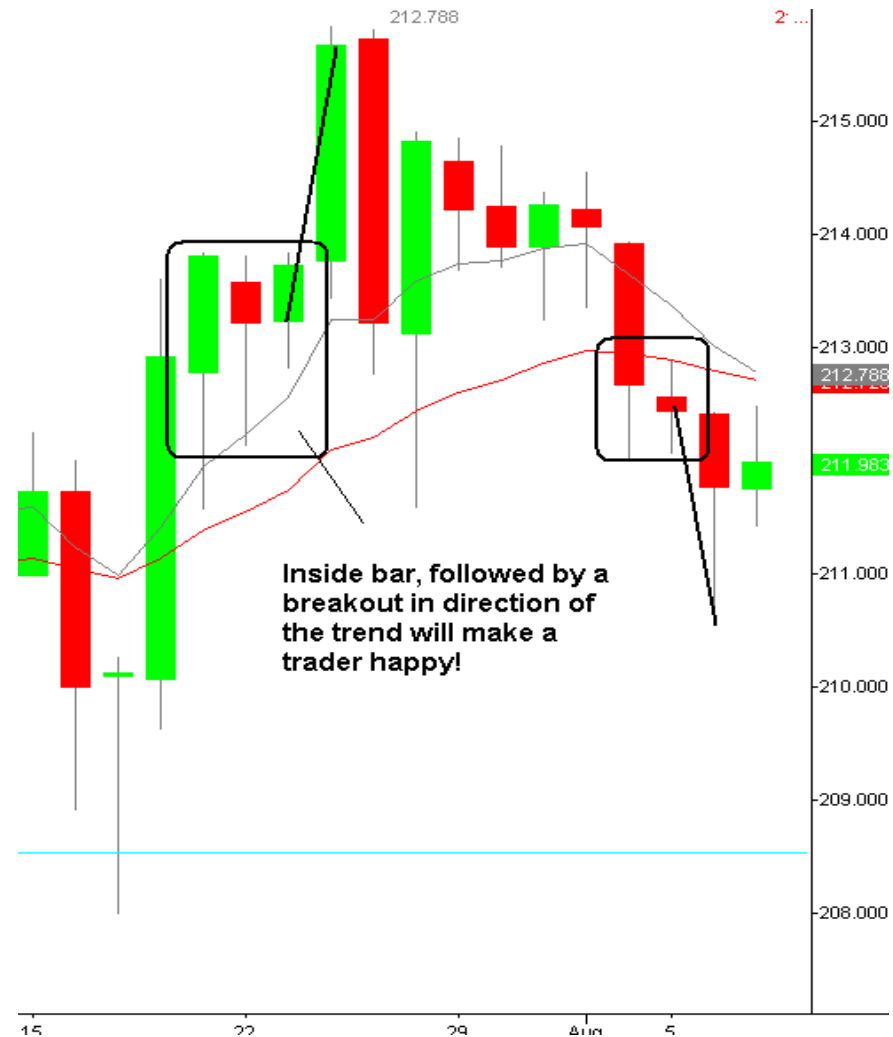 212.788
215.000
214.000
213.000
212.788
211.983
211.000
210.000
209.000
208.000
Inside bar, followed by a
breakout in direction of
the trend will make a
trader happy!
15
22
29
Aug
5